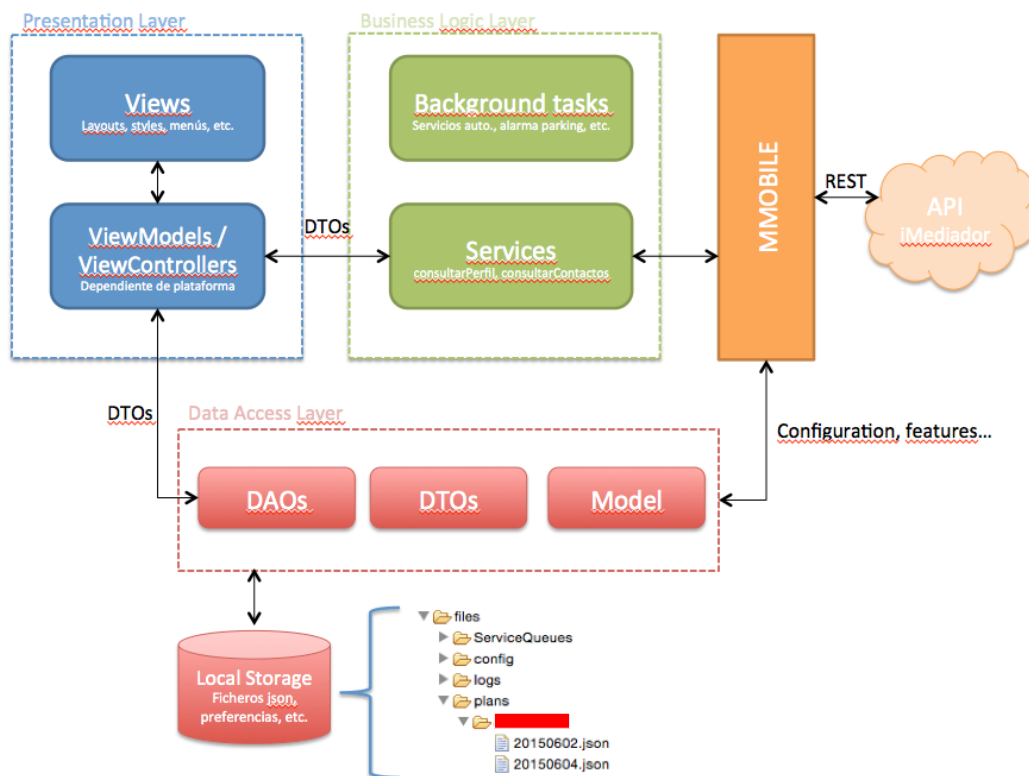 Presentation Layer
Business Logic Layer
Views
Layouts, styles, menús, etc.
Background tasks
Servicios auto., alarma parking, etc.
MMOBILE
REST
API
iMediador
ViewModels /
ViewControllers
Dependiente de plataforma
DTOs
Services
consultarPerfil, consultarContactos
DTOs
Data Access Layer
Configuration, features...
DAOs
DTOs
Model
Local Storage
Ficheros json,
preferencias, etc.
files
ServiceQueues
config
logs
plans
20150602.json
20150604.json